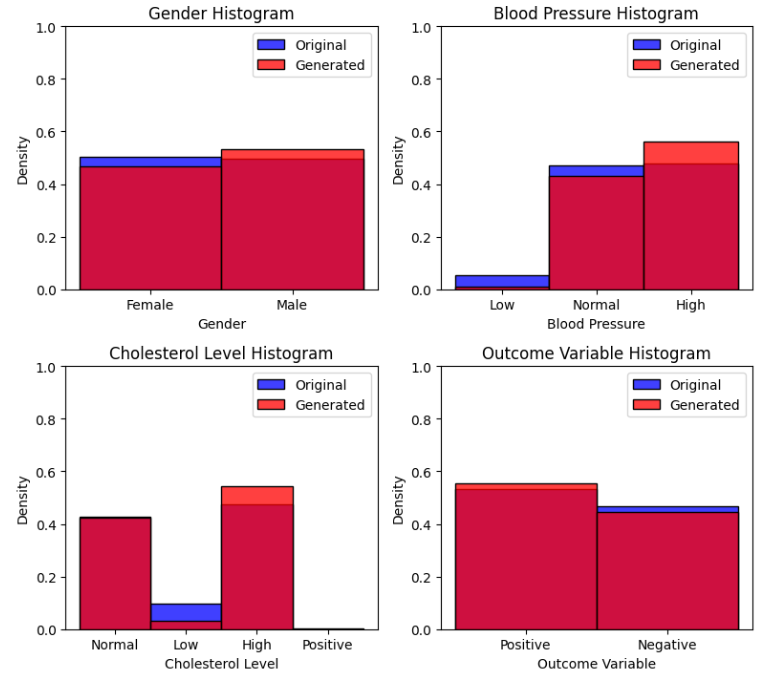 Gender Histogram
1.0
0.8
0.6
0.4
0.2
0.0
Density
Original
Generated
Female
Male
Gender
Blood Pressure Histogram
1.0
0.8
0.6
0.4
0.2
0.0
Density
Original
Generated
Low
Normal
High
Blood Pressure
Cholesterol Level Histogram
1.0
0.8
0.6
0.4
0.2
0.0
Density
Original
Generated
Normal
Low
High
Positive
Cholesterol Level
Outcome Variable Histogram
1.0
0.8
0.6
0.4
0.2
0.0
Density
Original
Generated
Positive
Negative
Outcome Variable